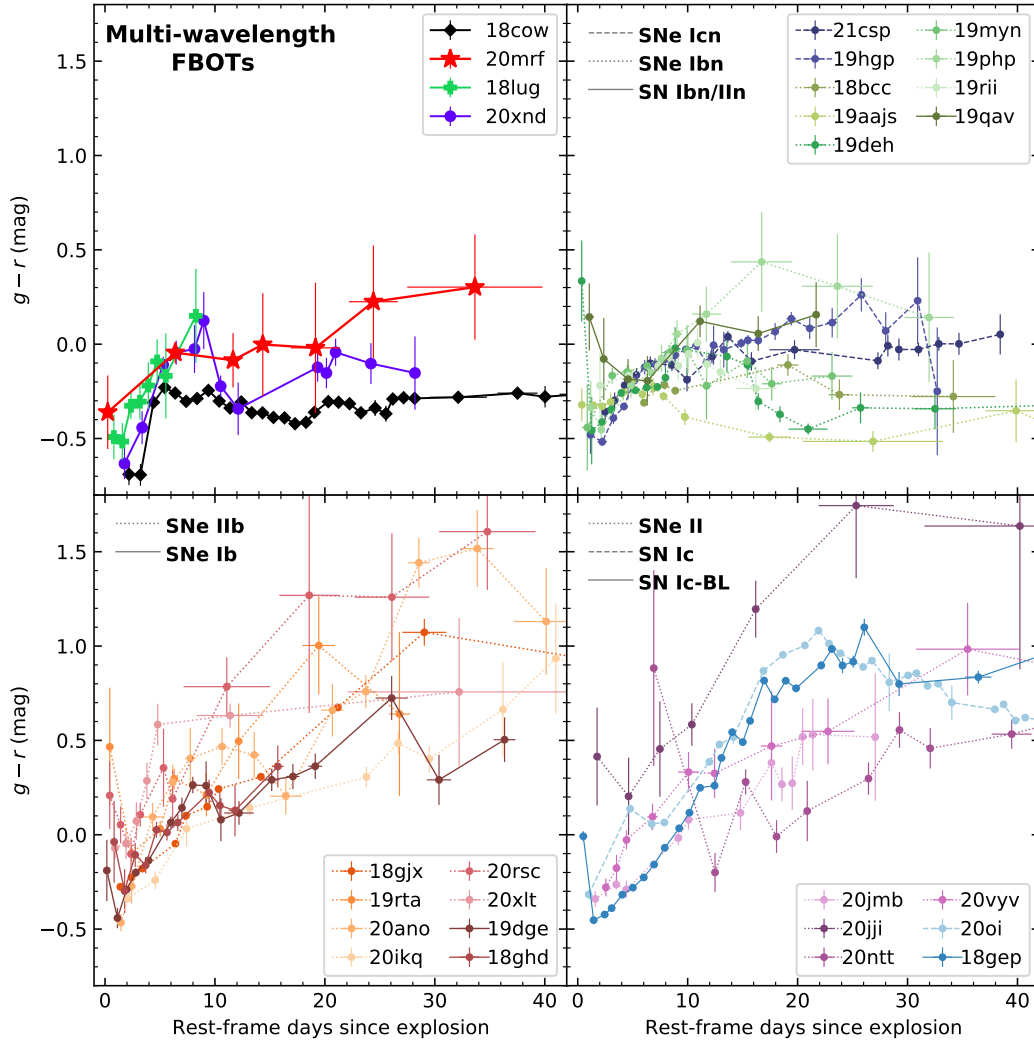 Multi-wavelength
FBOTs
18cow
20mrf
18lug
20xnd
1.5
1.0
0.5
0.0
−0.5
g − r (mag)
SNe Icn
SNe Ibn
SN Ibn/IIn
21csp
19hgp
18bcc
19aajs
19deh
19myn
19php
19rii
19qav
SNe IIb
SNe Ib
18gjx
19rta
20ano
20ikq
20rsc
20xlt
19dge
18ghd
1.5
1.0
0.5
0.0
−0.5
g − r (mag)
0 10 20 30 40
Rest-frame days since explosion
SNe II
SN Ic
SN Ic-BL
20jmb
20jji
20ntt
20vyv
20oi
18gep
0 10 20 30 40
Rest-frame days since explosion